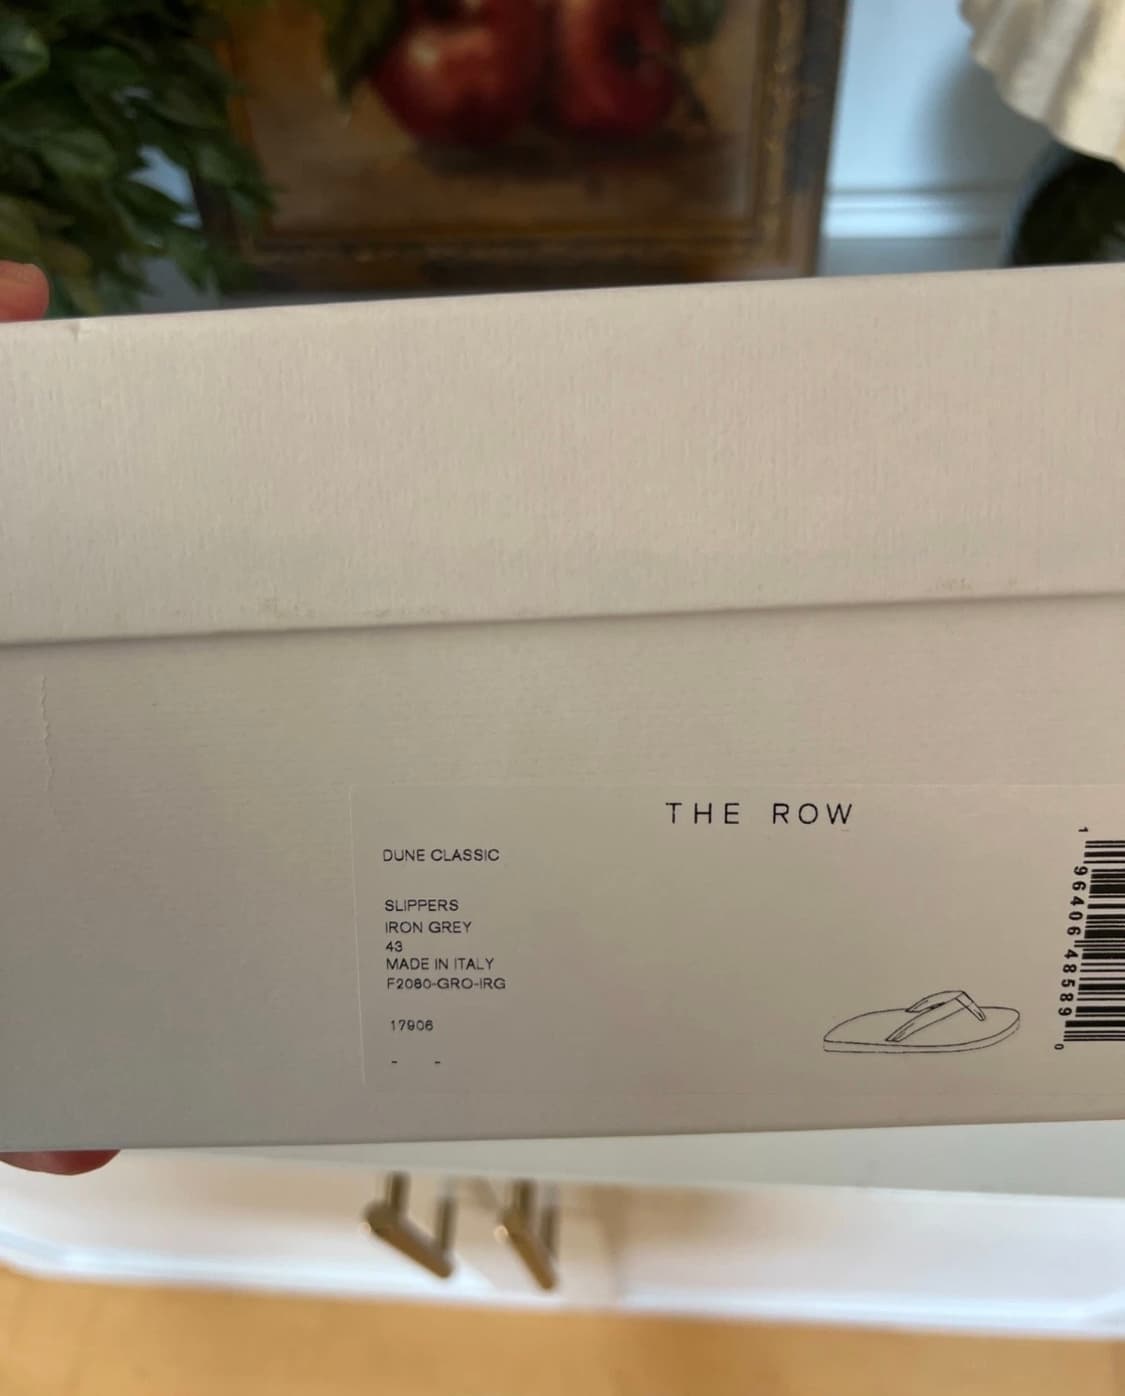 THE ROW
DUNE CLASSIC
SLIPPERS
IRON GREY
43
MADE IN ITALY
F2080-GRO-IRG
17906
- -
1 96406 48589 0